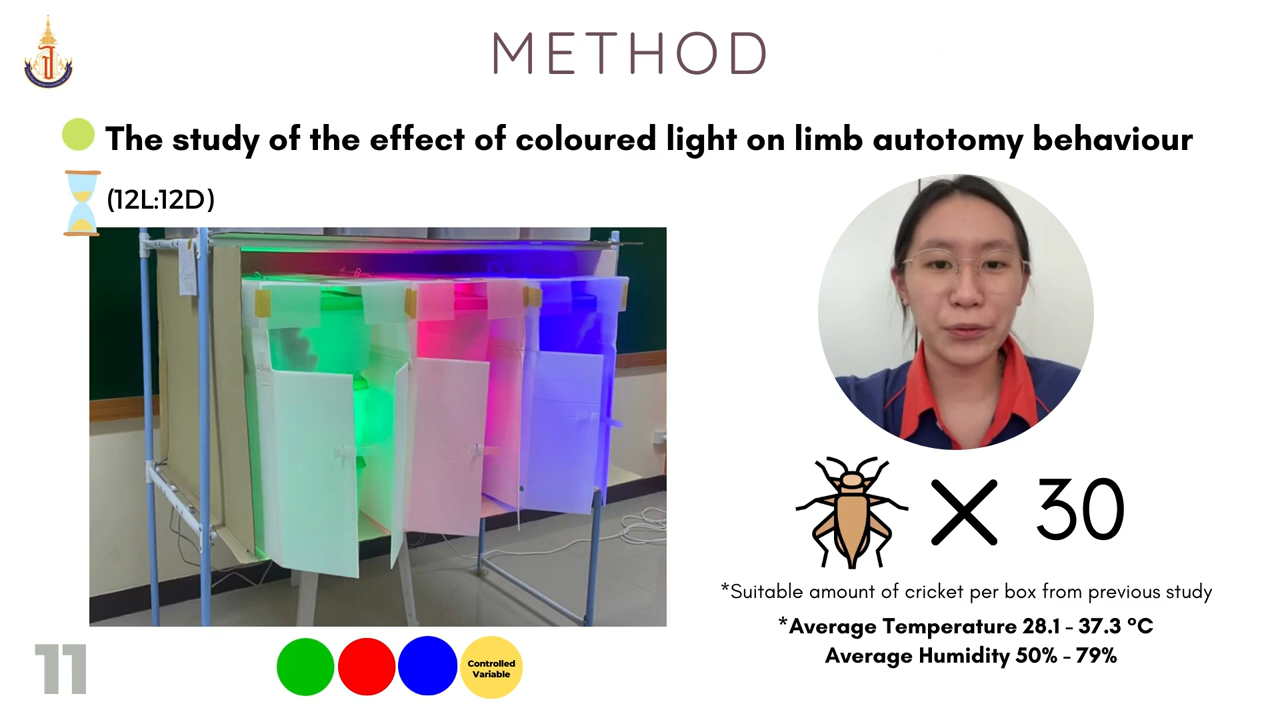 METHOD
The study of the effect of coloured light on limb autotomy behaviour
(12L:12D)
30
*Suitable amount of cricket per box from previous study
*Average Temperature 28.1 - 37.3 °C
Average Humidity 50% - 79%
Controlled
Variable
11